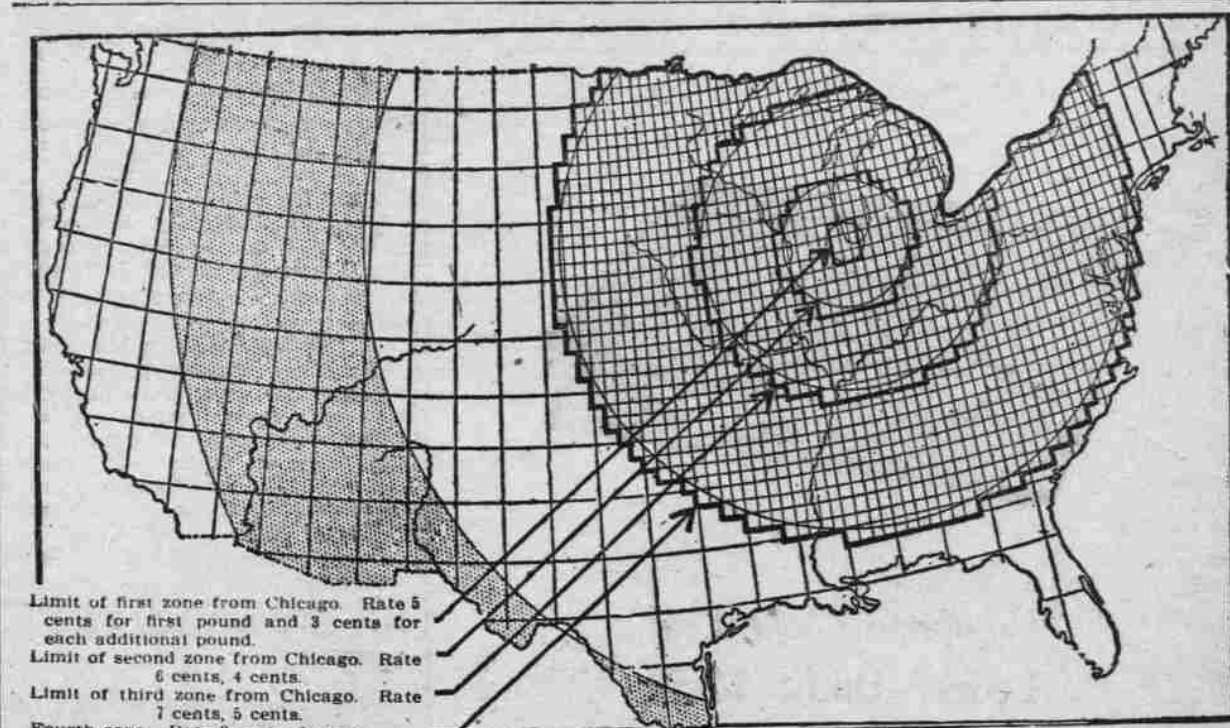 Limit of first zone from Chicago. Rate 5
cents for first pound and 3 cents for
each additional pound.
Limit of second zone from Chicago. Rate
6 cents, 4 cents.
Limit of third zone from Chicago. Rate
7 cents, 5 cents.
Fourth zone.